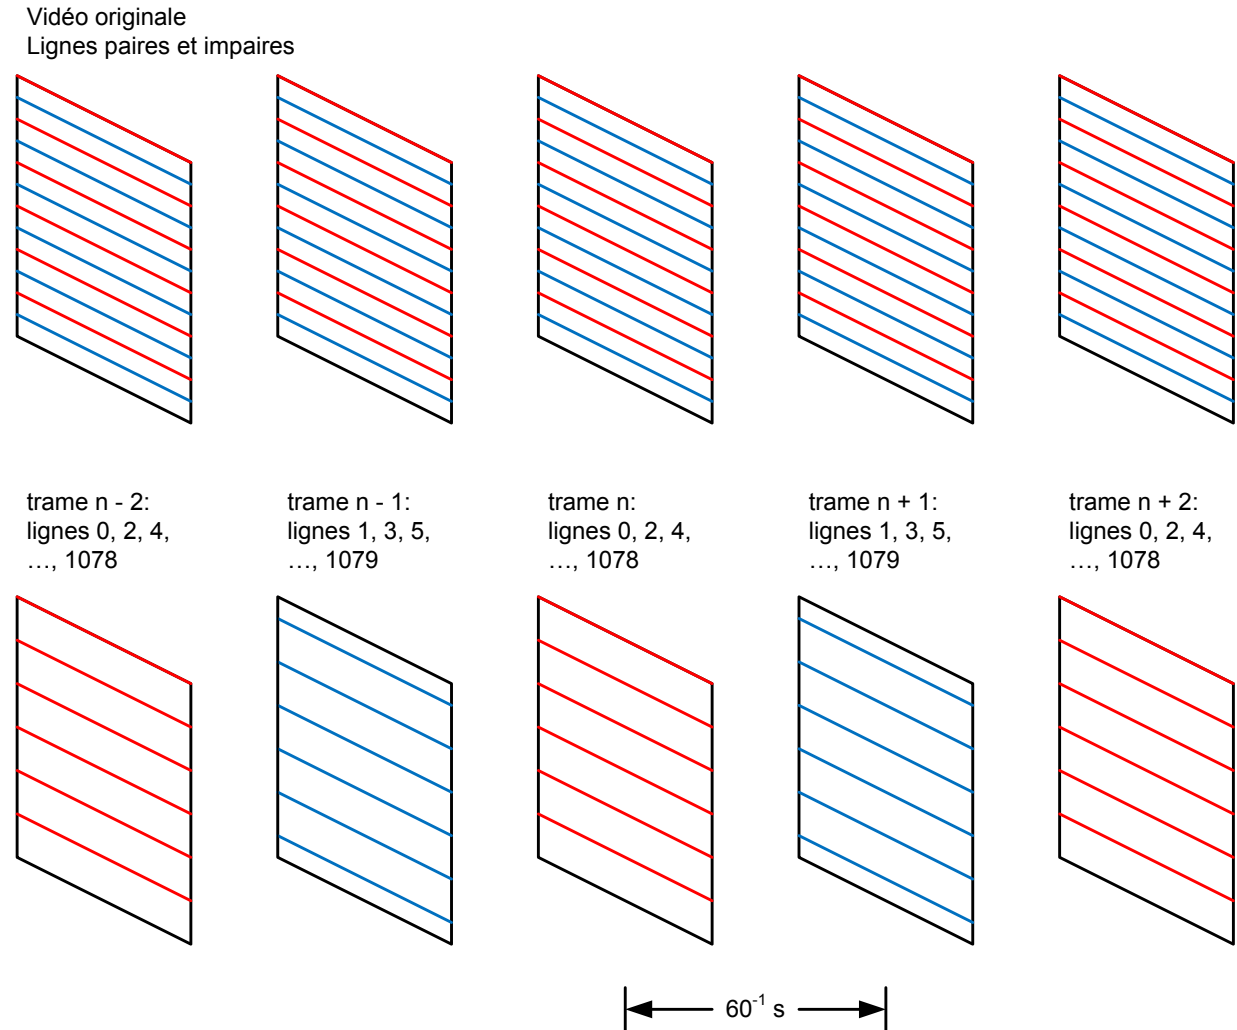 Vidéo originale
Lignes paires et impaires
trame n - 2:
lignes 0, 2, 4,
…, 1078
trame n - 1:
lignes 1, 3, 5,
…, 1079
trame n:
lignes 0, 2, 4,
…, 1078
trame n + 1:
lignes 1, 3, 5,
…, 1079
trame n + 2:
lignes 0, 2, 4,
…, 1078
60⁻¹ s